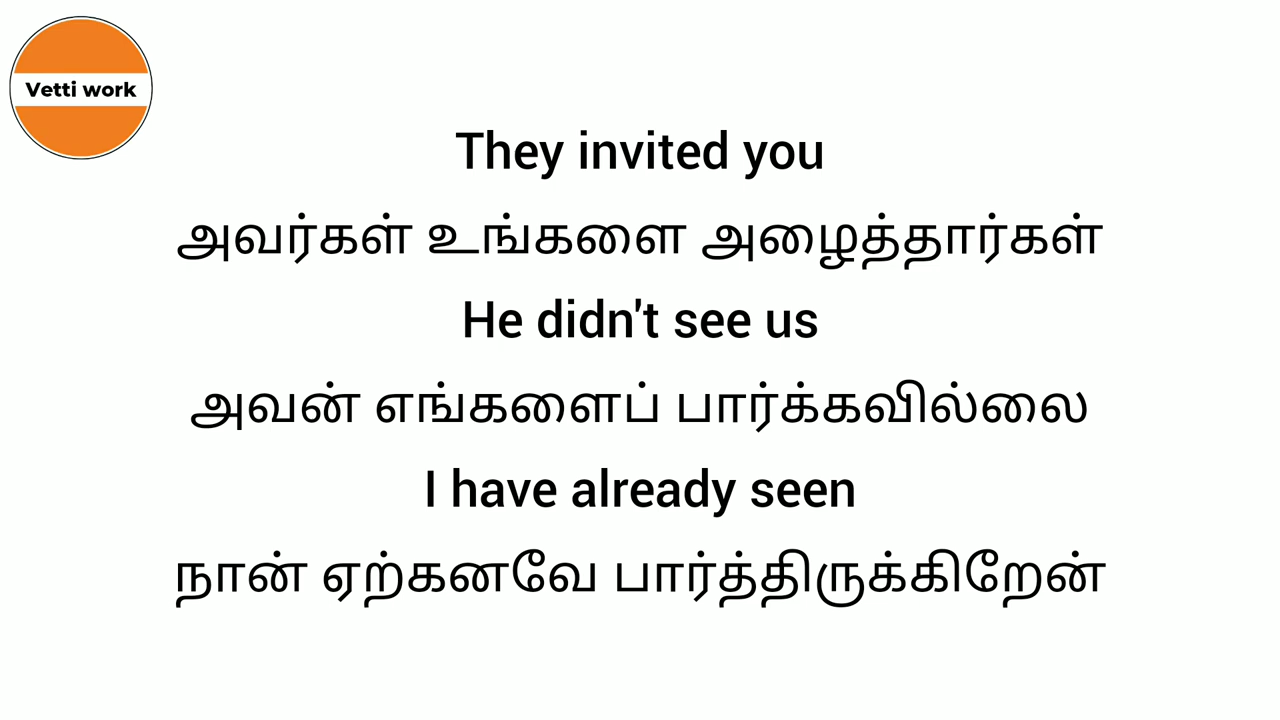 Vetti work
They invited you
அவர்கள் உங்களை அழைத்தார்கள்
He didn't see us
அவன் எங்களைப் பார்க்கவில்லை
I have already seen
நான் ஏற்கனவே பார்த்திருக்கிறேன்